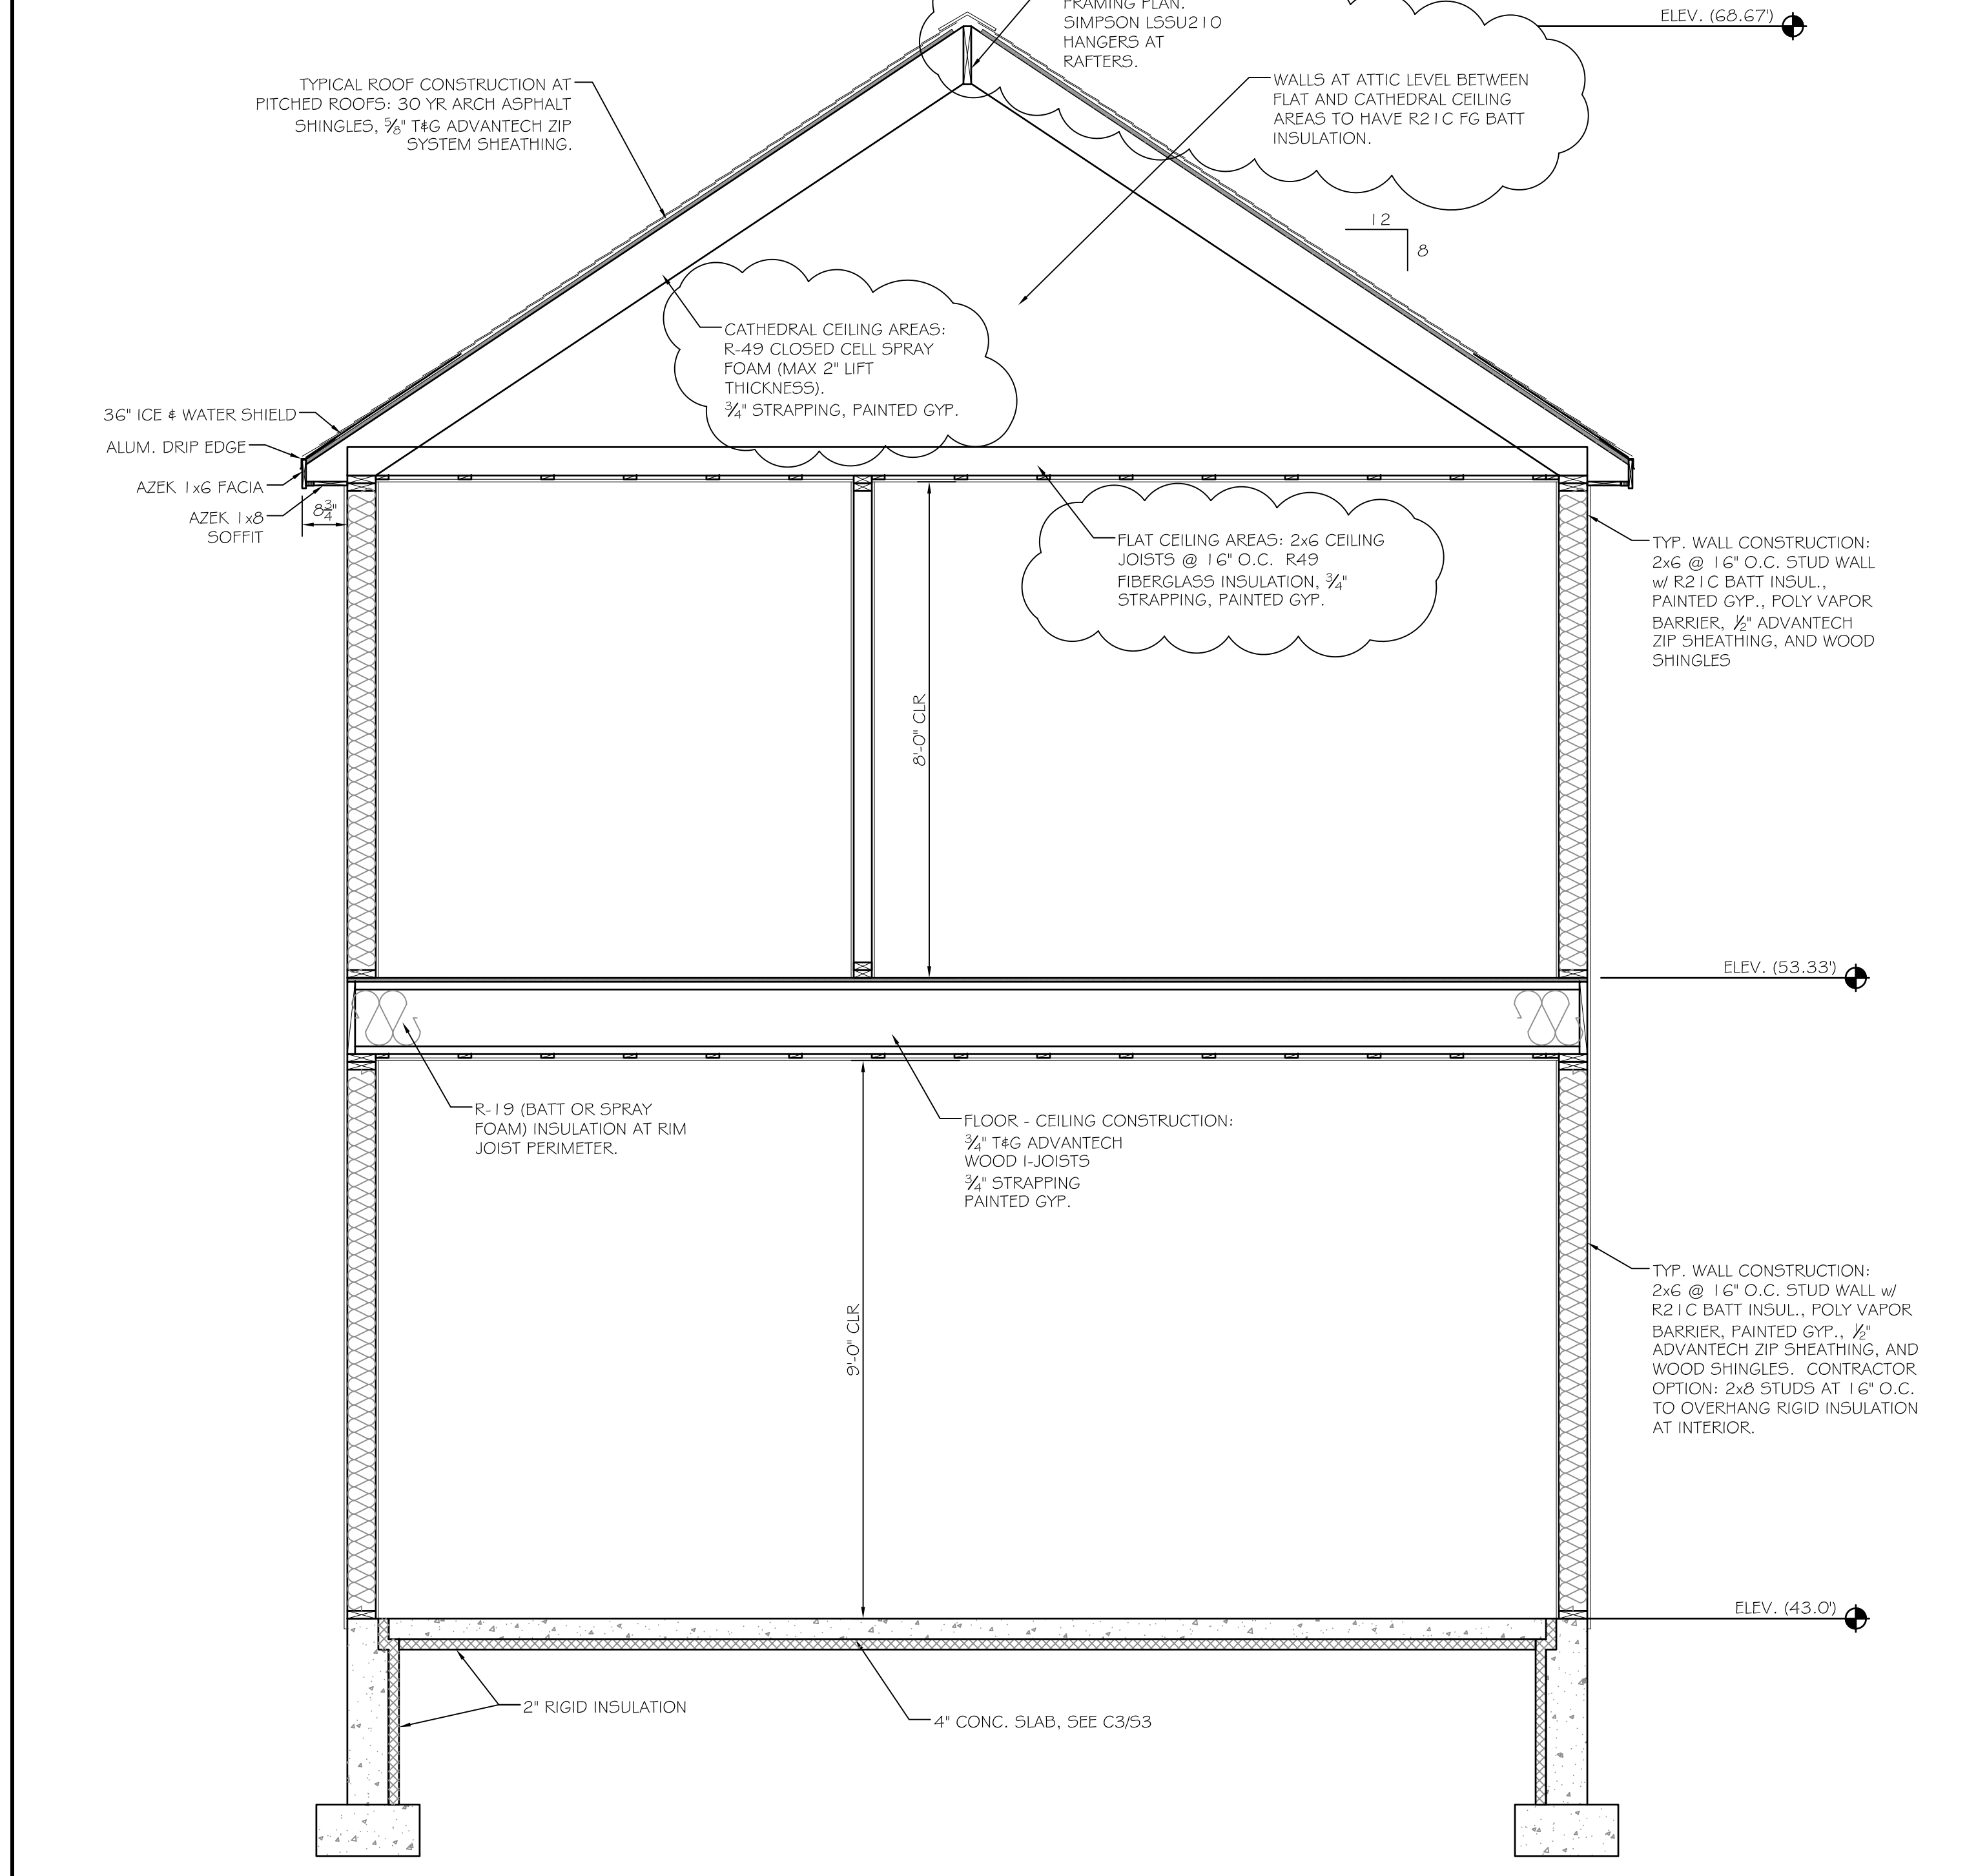 FRAMING PLAN.
SIMPSON LSSU210
HANGERS AT
RAFTERS.
ELEV. (68.67')
TYPICAL ROOF CONSTRUCTION AT
PITCHED ROOFS: 30 YR ARCH ASPHALT
SHINGLES, 5/8" T&G ADVANTECH ZIP
SYSTEM SHEATHING.
WALLS AT ATTIC LEVEL BETWEEN
FLAT AND CATHEDRAL CEILING
AREAS TO HAVE R21C FG BATT
INSULATION.
12
8
CATHEDRAL CEILING AREAS:
R-49 CLOSED CELL SPRAY
FOAM (MAX 2" LIFT
THICKNESS).
3/4" STRAPPING, PAINTED GYP.
36" ICE & WATER SHIELD
ALUM. DRIP EDGE
AZEK 1x6 FACIA
AZEK 1x8
SOFFIT
8 3/4"
FLAT CEILING AREAS: 2x6 CEILING
JOISTS @ 16" O.C. R49
FIBERGLASS INSULATION, 3/4"
STRAPPING, PAINTED GYP.
TYP. WALL CONSTRUCTION:
2x6 @ 16" O.C. STUD WALL
w/ R21C BATT INSUL.,
PAINTED GYP., POLY VAPOR
BARRIER, 1/2" ADVANTECH
ZIP SHEATHING, AND WOOD
SHINGLES
8'-0" CLR
ELEV. (53.33')
R-19 (BATT OR SPRAY
FOAM) INSULATION AT RIM
JOIST PERIMETER.
FLOOR - CEILING CONSTRUCTION:
3/4" T&G ADVANTECH
WOOD I-JOISTS
3/4" STRAPPING
PAINTED GYP.
9'-0" CLR
TYP. WALL CONSTRUCTION:
2x6 @ 16" O.C. STUD WALL w/
R21C BATT INSUL., POLY VAPOR
BARRIER, PAINTED GYP., 1/2"
ADVANTECH ZIP SHEATHING, AND
WOOD SHINGLES. CONTRACTOR
OPTION: 2x8 STUDS AT 16" O.C.
TO OVERHANG RIGID INSULATION
AT INTERIOR.
ELEV. (43.0')
2" RIGID INSULATION
4" CONC. SLAB, SEE C3/S3